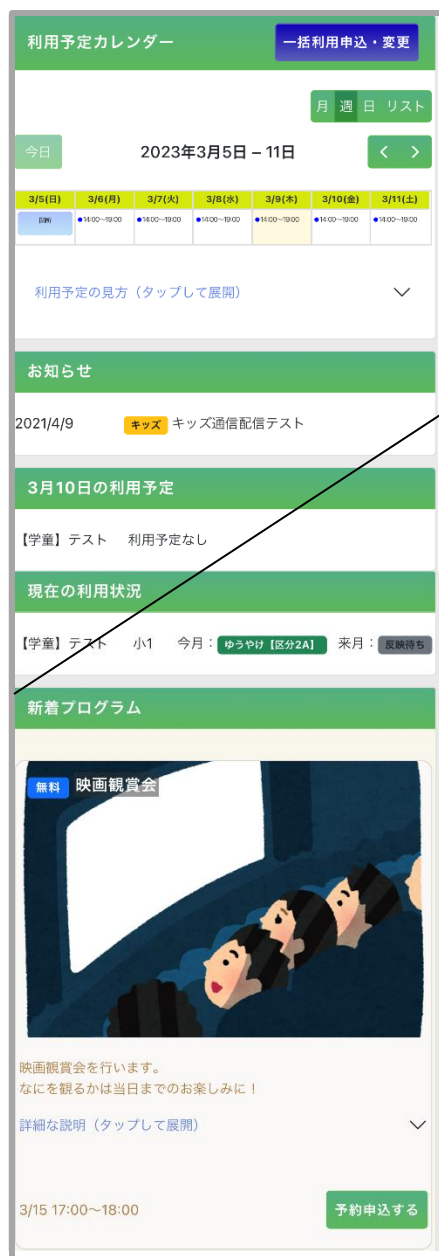 利用予定カレンダー
一括利用申込・変更
月 週 日 リスト
今日
2023年3月5日 – 11日
3/5(日) 3/6(月) 3/7(火) 3/8(水) 3/9(木) 3/10(金) 3/11(土)
●14:00~19:00 ●14:00~19:00 ●14:00~19:00 ●14:00~19:00 ●14:00~19:00 ●14:00~19:00
利用予定の見方（タップして展開）
お知らせ
2021/4/9 キッズ キッズ通信配信テスト
3月10日の利用予定
【学童】テスト 利用予定なし
現在の利用状況
【学童】テスト 小1 今月：ゆうやけ【区分2A】 来月：反映待ち
新着プログラム
無料 映画観賞会
映画観賞会を行います。
なにを観るかは当日までのお楽しみに！
詳細な説明（タップして展開）
3/15 17:00～18:00
予約申込する